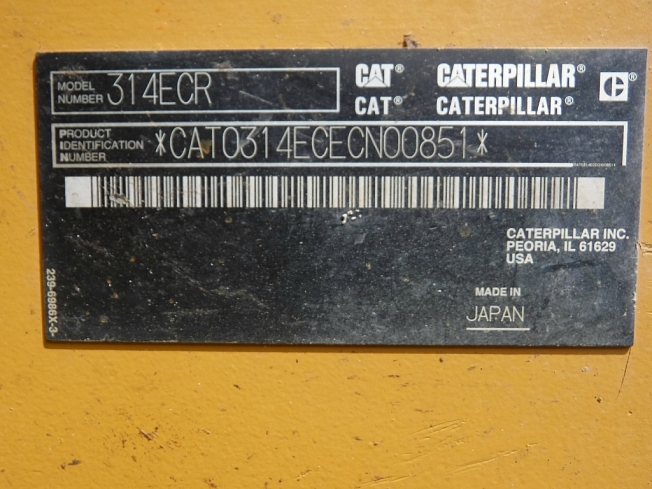 MODEL NUMBER 314ECR
CAT® CATERPILLAR®
CAT® CATERPILLAR®
PRODUCT IDENTIFICATION NUMBER *CAT0314ECECN00851*
CATERPILLAR INC.
PEORIA, IL 61629
USA
MADE IN
JAPAN
239-6986X-3-